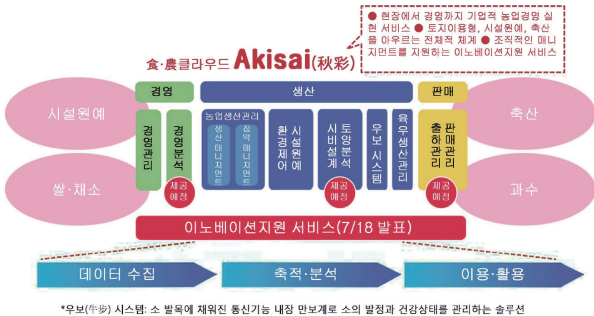 ● 현장에서 경영까지 기업적 농업경영 실
현 서비스 ● 토지이용형, 시설원예, 축산
을 아우르는 전체적 체계 ● 조직적인 매니
지먼트를 지원하는 이노베이션지원 서비스
食·農클라우드 Akisai(秋彩)
경영
생산
판매
시설원예
축산
쌀·채소
과수
경영관리
경영분석
제공
예정
농업생산관리
생산 매니지먼트
집약 매니지먼트
시설원예
환경제어
토양분석
시비설계
제공
예정
우보 시스템
육우생산관리
판매관리
출하관리
제공
예정
이노베이션지원 서비스(7/18 발표)
데이터 수집
축적·분석
이용·활용
*우보(牛步) 시스템: 소 발목에 채워진 통신기능 내장 만보계로 소의 발정과 건강상태를 관리하는 솔루션